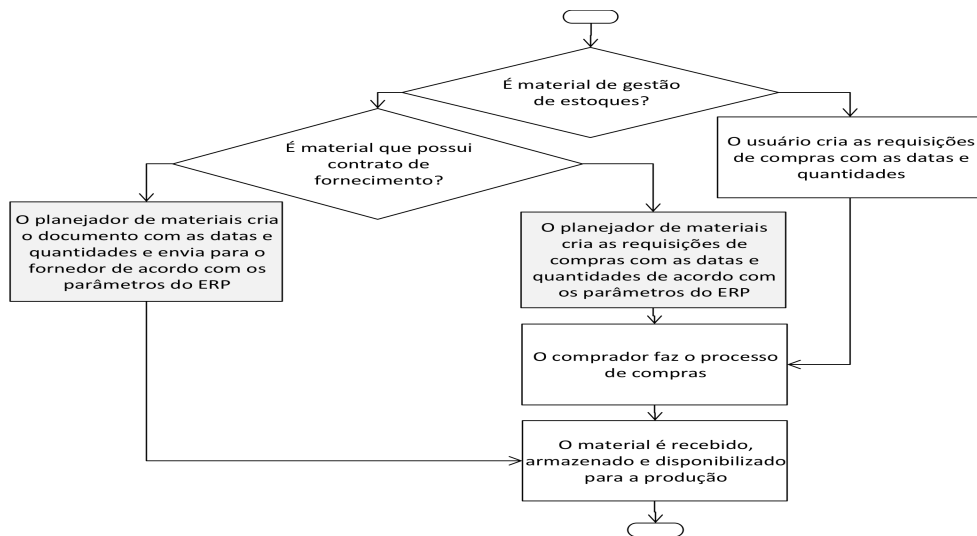 É material de gestão
de estoques?
É material que possui
contrato de
fornecimento?
O usuário cria as requisições
de compras com as datas e
quantidades
O planejador de materiais cria
o documento com as datas e
quantidades e envia para o
fornedor de acordo com os
parâmetros do ERP
O planejador de materiais
cria as requisições de
compras com as datas e
quantidades de acordo com
os parâmetros do ERP
O comprador faz o processo
de compras
O material é recebido,
armazenado e disponibilizado
para a produção